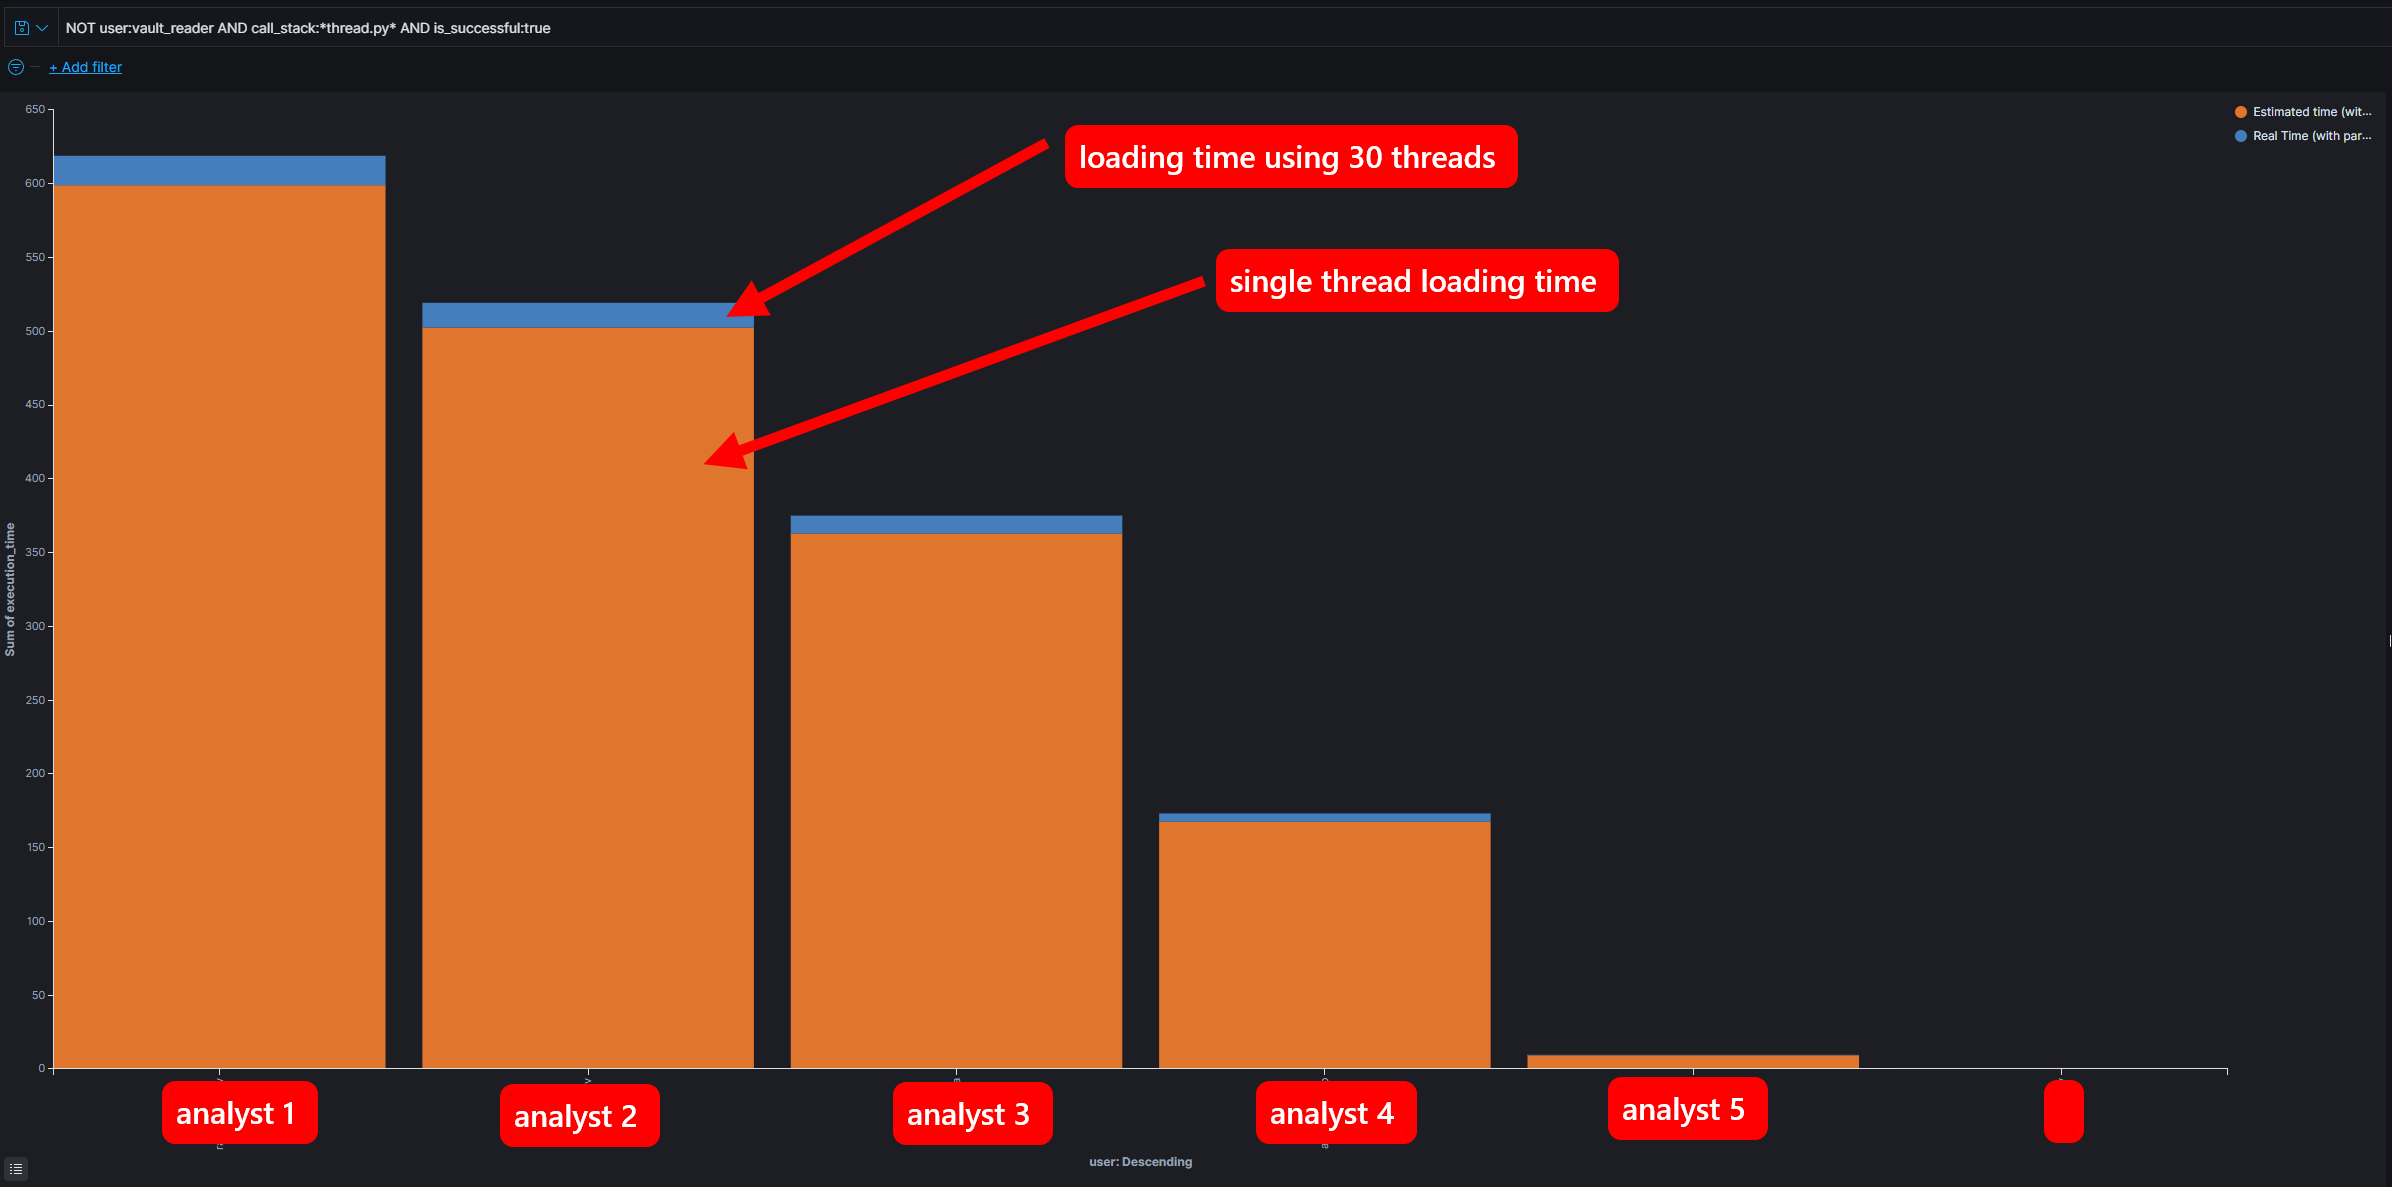 NOT user:vault_reader AND call_stack:*thread.py* AND is_successful:true
+ Add filter
Estimated time (wit...
Real Time (with par...
loading time using 30 threads
single thread loading time
Sum of execution_time
650
600
550
500
450
400
350
300
250
200
150
100
50
0
analyst 1
analyst 2
analyst 3
analyst 4
analyst 5
user: Descending